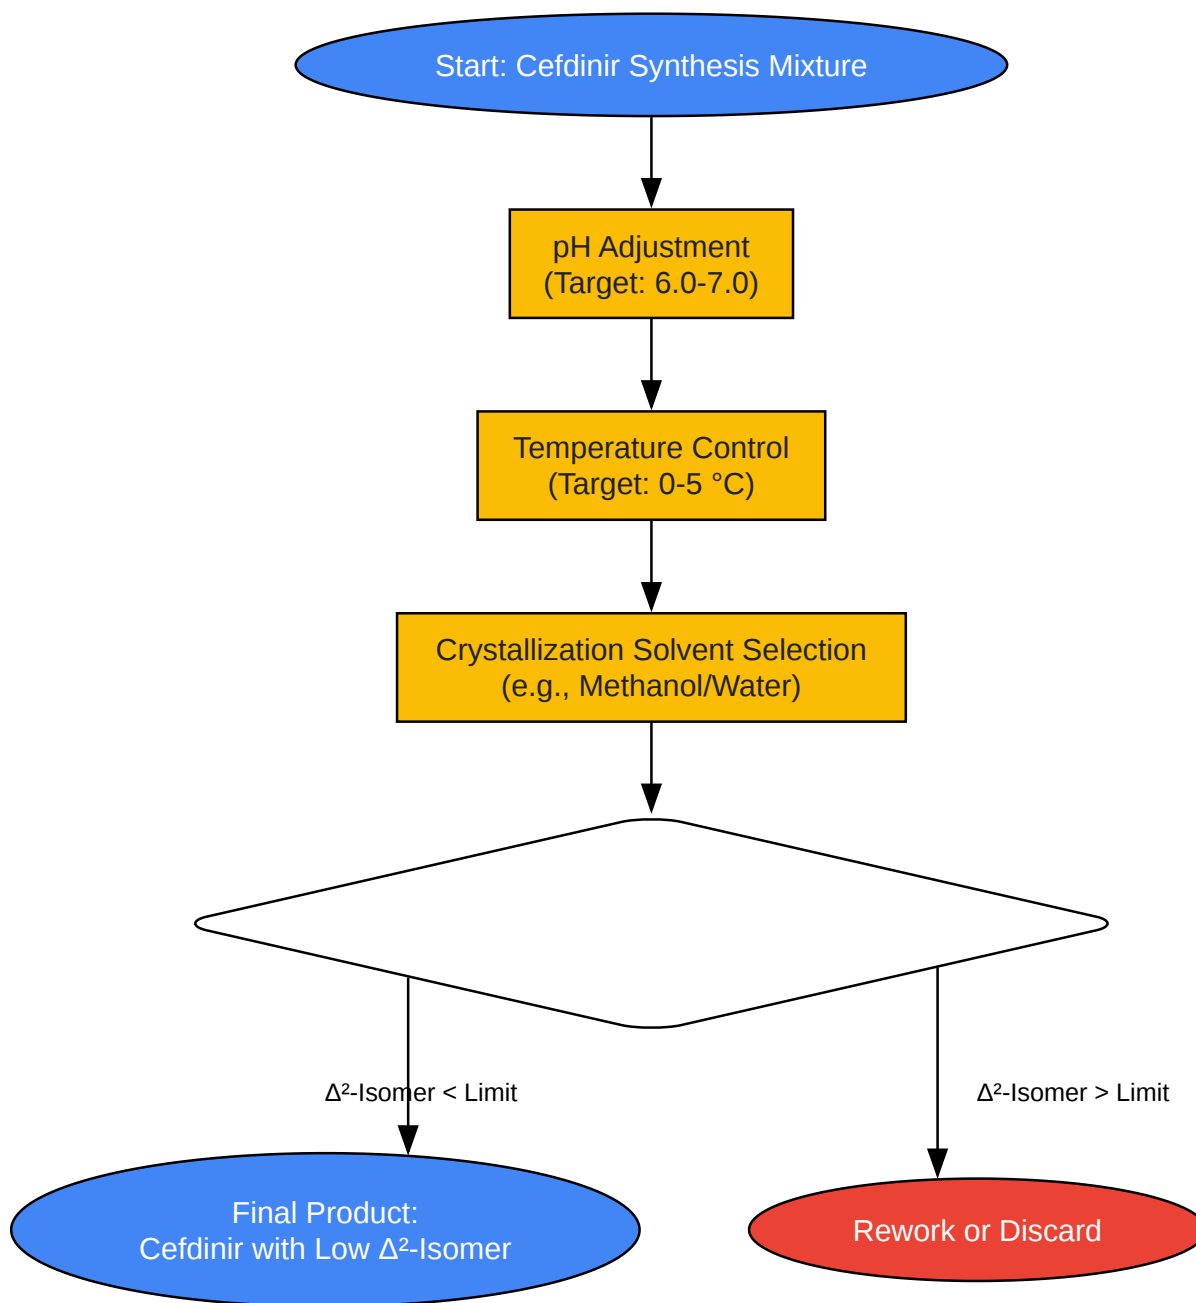 Start: Cefdinir Synthesis Mixture
pH Adjustment
(Target: 6.0-7.0)
Temperature Control
(Target: 0-5 °C)
Crystallization Solvent Selection
(e.g., Methanol/Water)
Δ²-Isomer < Limit
Δ²-Isomer > Limit
Final Product:
Cefdinir with Low Δ²-Isomer
Rework or Discard